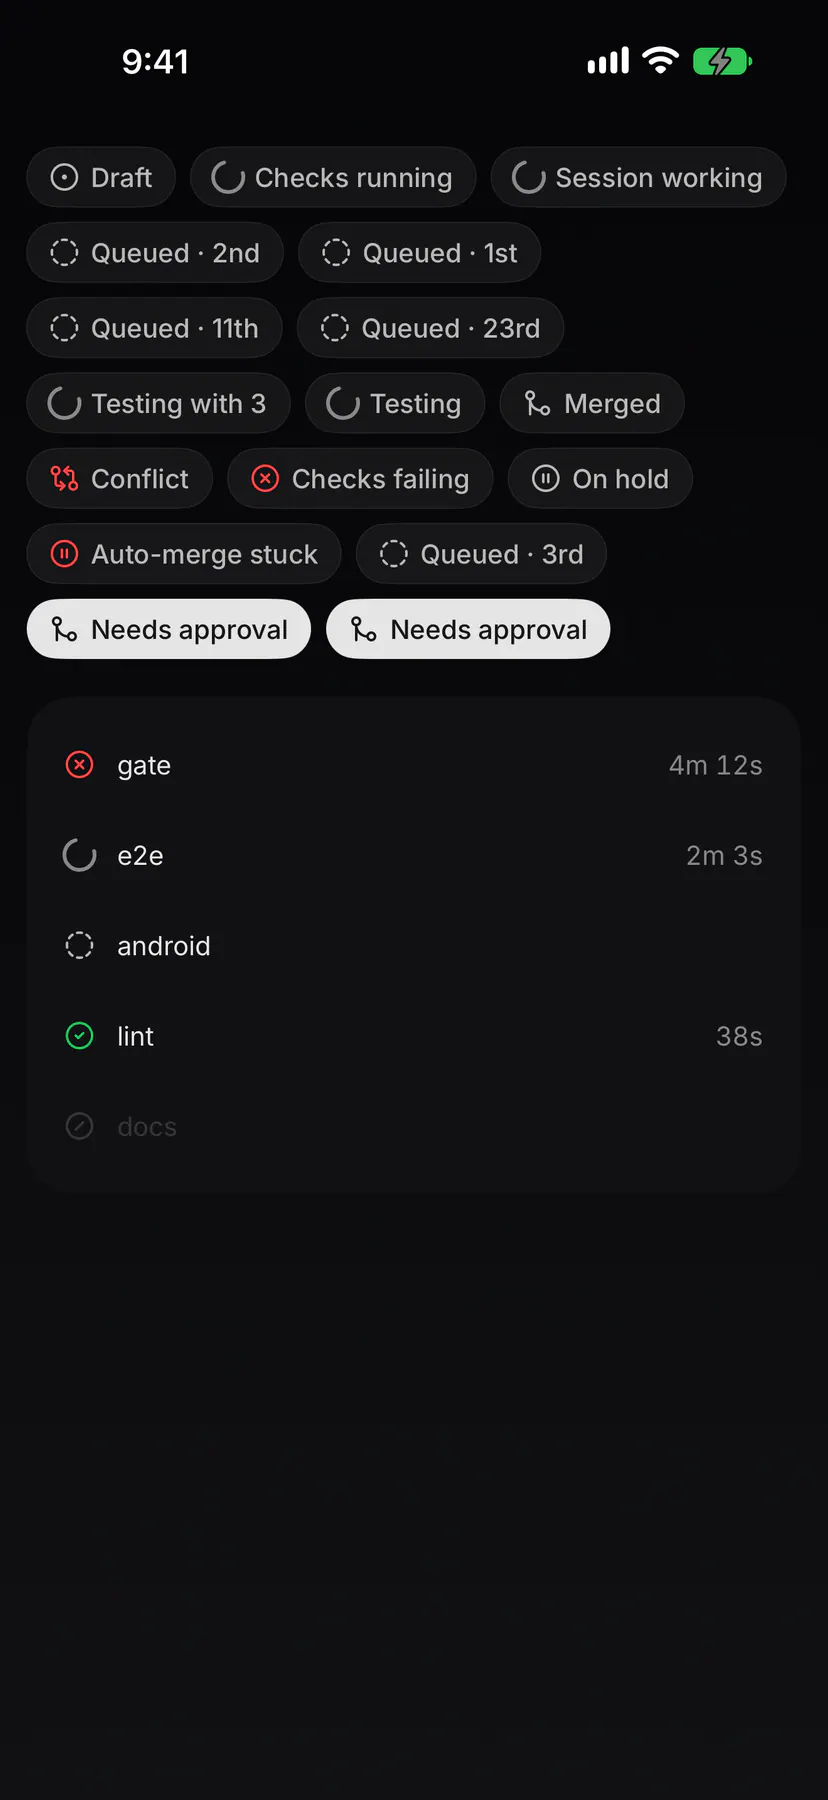 9:41
Draft Checks running Session working
Queued · 2nd Queued · 1st
Queued · 11th Queued · 23rd
Testing with 3 Testing Merged
Conflict Checks failing On hold
Auto-merge stuck Queued · 3rd
Needs approval Needs approval
gate 4m 12s
e2e 2m 3s
android
lint 38s
docs